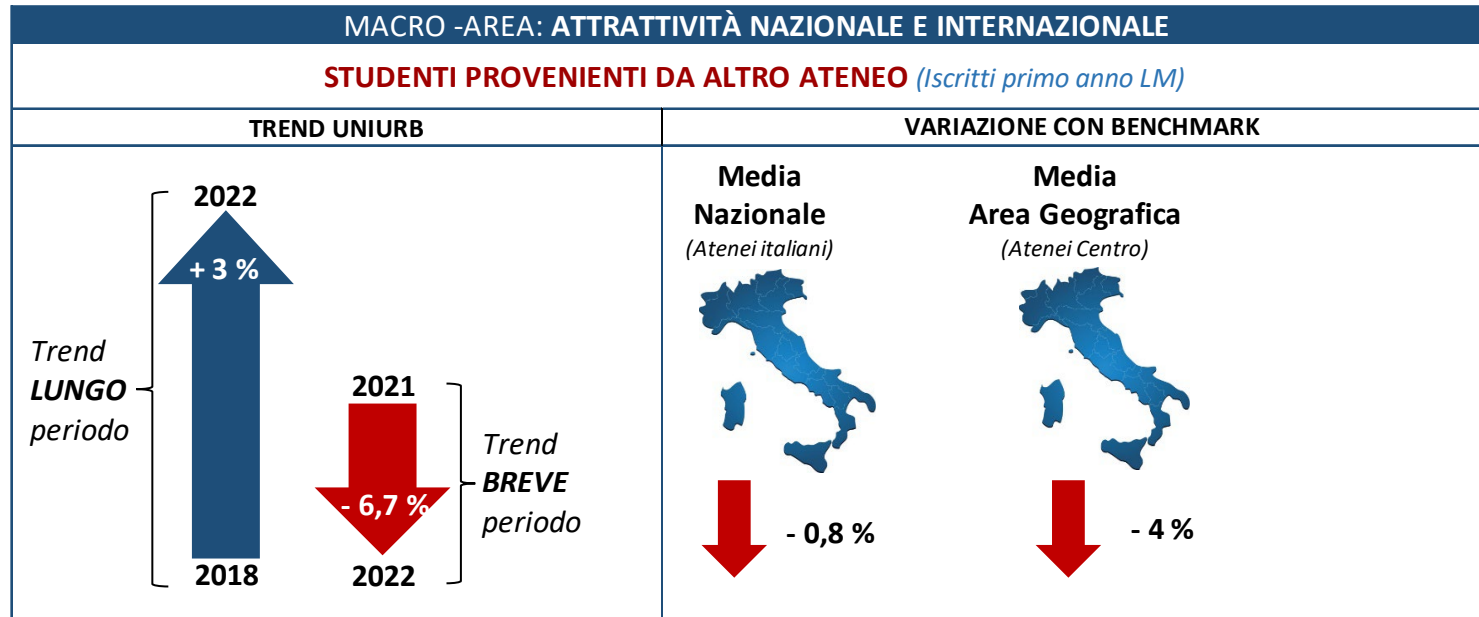 MACRO -AREA: ATTRATTIVITÀ NAZIONALE E INTERNAZIONALE
STUDENTI PROVENIENTI DA ALTRO ATENEO (Iscritti primo anno LM)
TREND UNIURB
2022
+ 3 %
Trend
LUNGO
periodo
2018
2021
- 6,7 %
2022
Trend
BREVE
periodo
VARIAZIONE CON BENCHMARK
Media
Nazionale
(Atenei italiani)
- 0,8 %
Media
Area Geografica
(Atenei Centro)
- 4 %